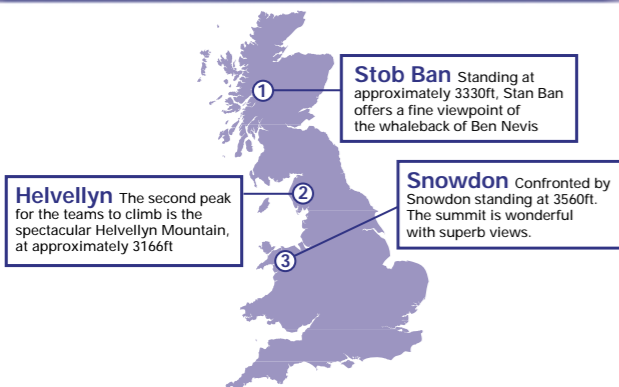 1
Stob Ban Standing at
approximately 3330ft, Stan Ban
offers a fine viewpoint of
the whaleback of Ben Nevis
2
Helvellyn The second peak
for the teams to climb is the
spectacular Helvellyn Mountain,
at approximately 3166ft
3
Snowdon Confronted by
Snowdon standing at 3560ft.
The summit is wonderful
with superb views.